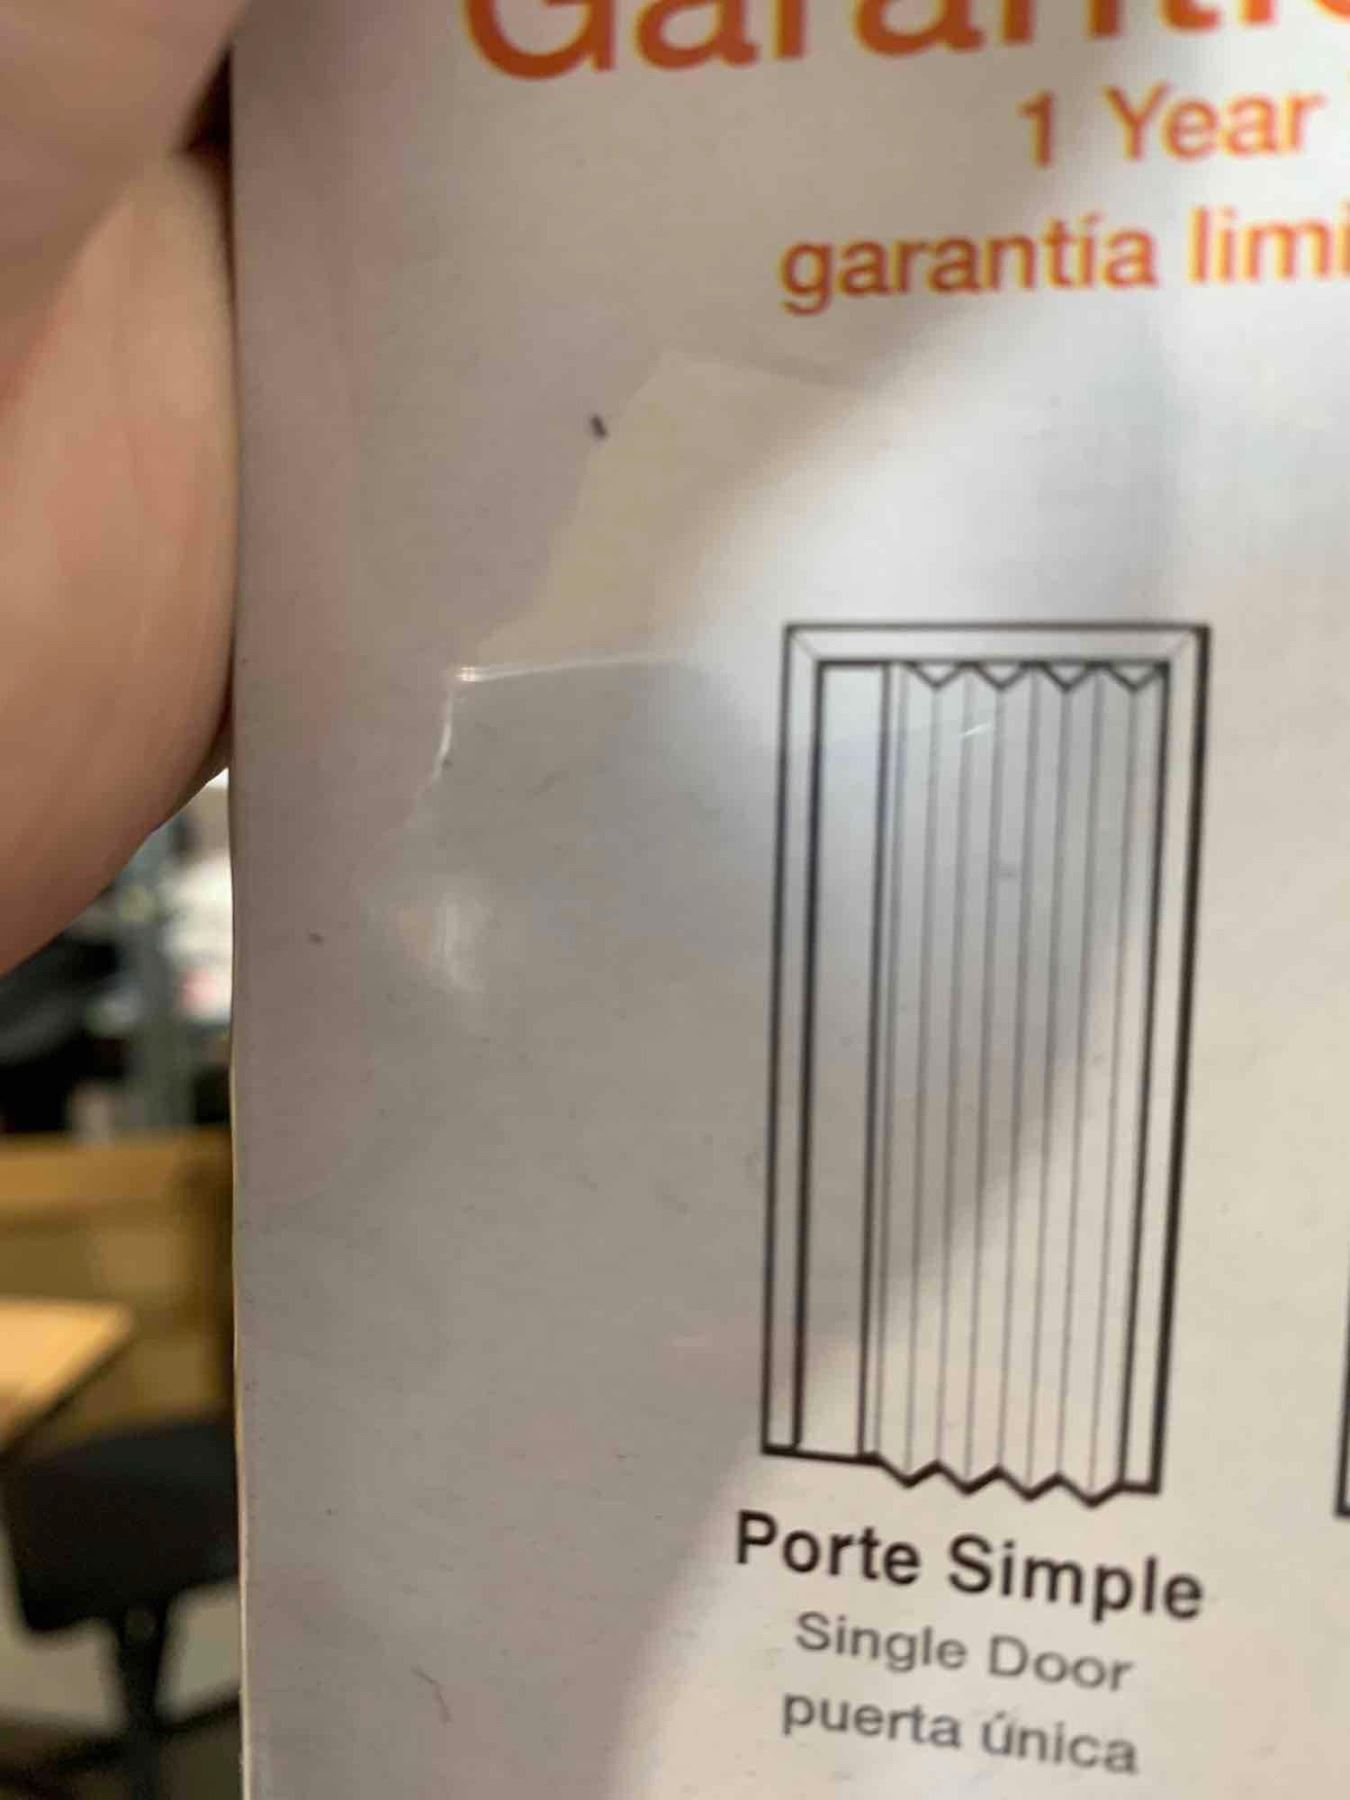 1 Year
garantía
Porte Simple
Single Door
puerta única